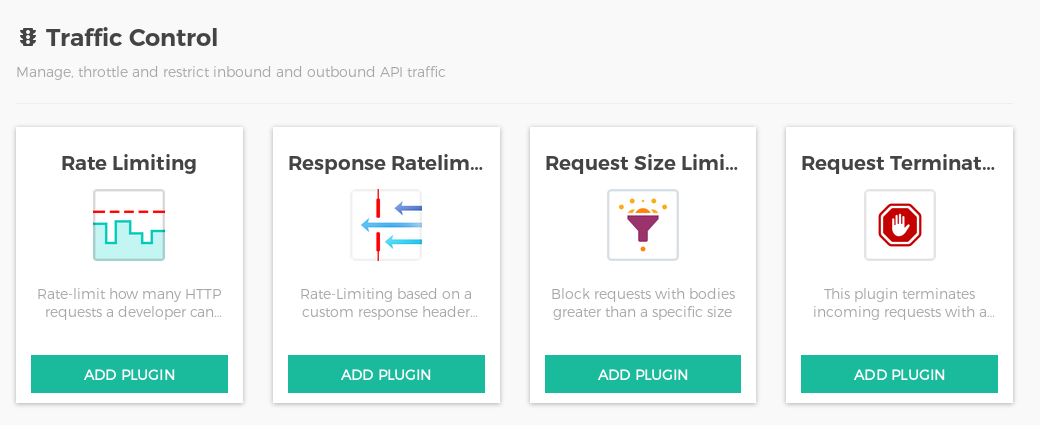 Traffic Control
Manage, throttle and restrict inbound and outbound API traffic
Rate Limiting
Rate-limit how many HTTP
requests a developer can...
ADD PLUGIN
Response Ratelim...
Rate-Limiting based on a
custom response header...
ADD PLUGIN
Request Size Limi...
Block requests with bodies
greater than a specific size
ADD PLUGIN
Request Terminat...
This plugin terminates
incoming requests with a...
ADD PLUGIN